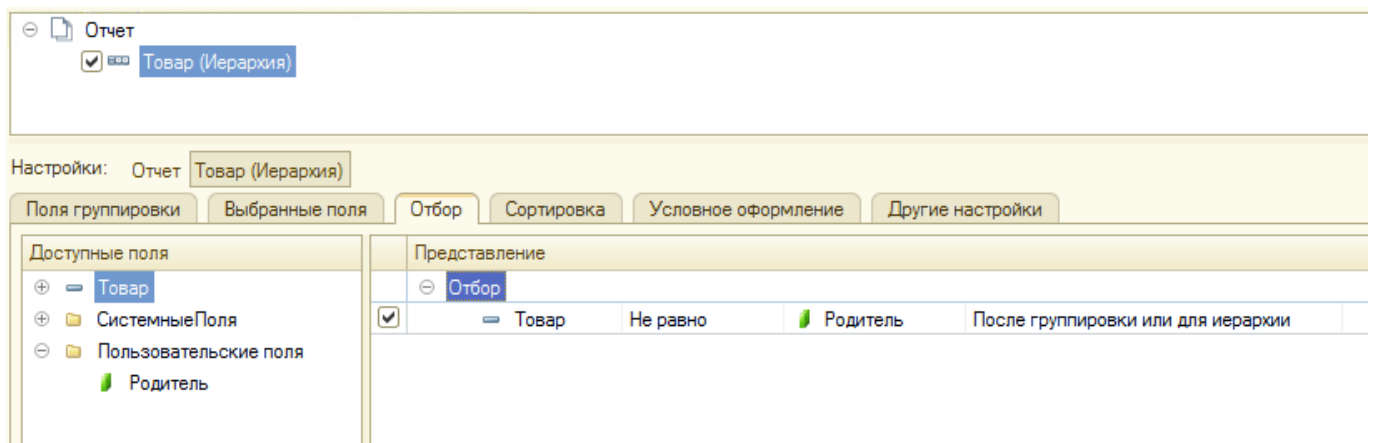 Отчет
Товар (Иерархия)
Настройки: Отчет Товар (Иерархия)
Поля группировки Выбранные поля Отбор Сортировка Условное оформление Другие настройки
Доступные поля Представление
Товар Отбор
СистемныеПоля Товар Не равно Родитель После группировки или для иерархии
Пользовательские поля
Родитель